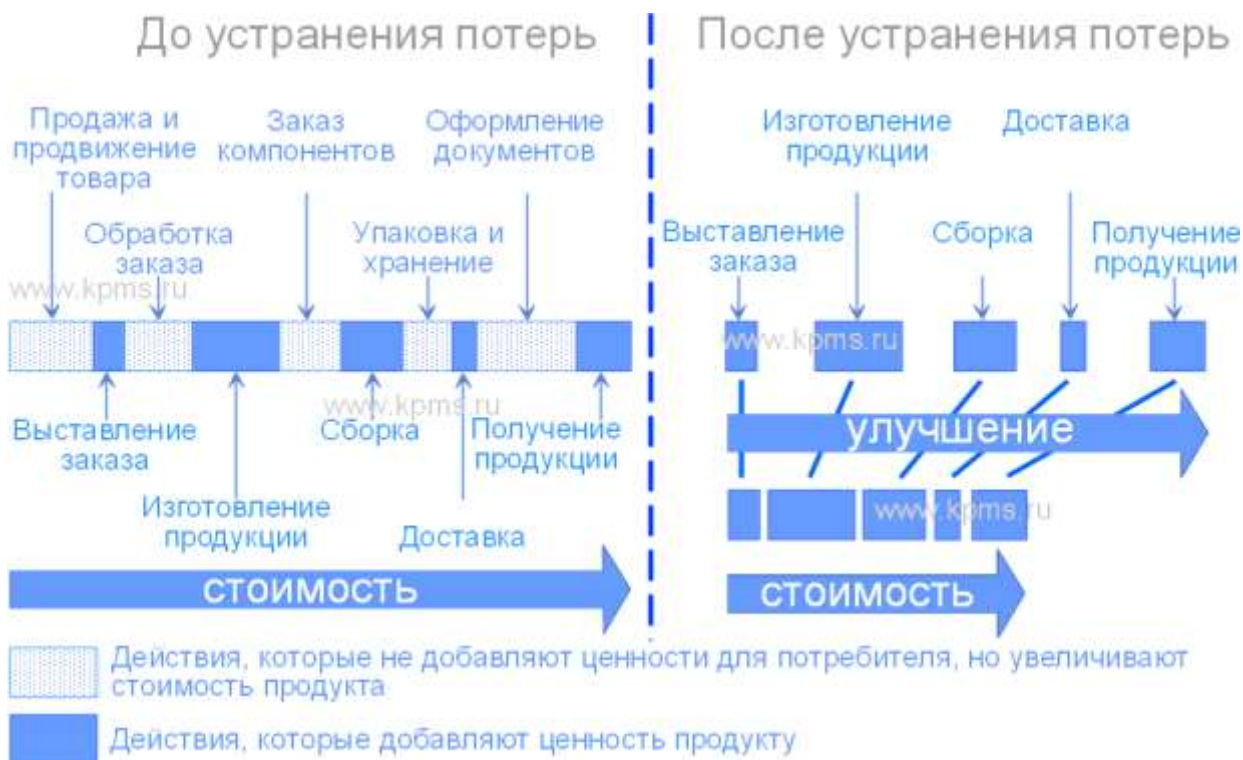 До устранения потерь
После устранения потерь
Продажа и
продвижение
товара
Заказ
компонентов
Оформление
документов
Обработка
заказа
Упаковка и
хранение
www.kpms.ru
www.kpms.ru
Выставление
заказа
Сборка
Получение
продукции
Изготовление
продукции
Доставка
стоимость
Изготовление
продукции
Доставка
Выставление
заказа
Сборка
Получение
продукции
www.kpms.ru
улучшение
www.kpms.ru
стоимость
Действия, которые не добавляют ценности для потребителя, но увеличивают
стоимость продукта
Действия, которые добавляют ценность продукту